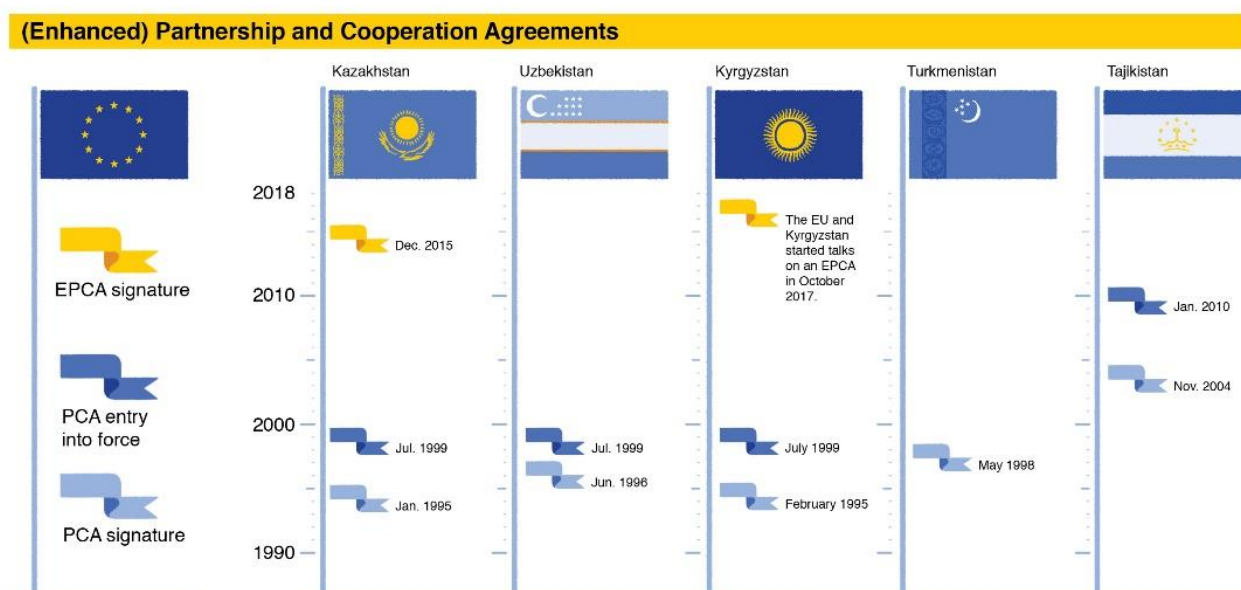 (Enhanced) Partnership and Cooperation Agreements
Kazakhstan
Uzbekistan
Kyrgyzstan
Turkmenistan
Tajikistan
2018
2010
2000
1990
EPCA signature
PCA entry
into force
PCA signature
Dec. 2015
Jul. 1999
Jan. 1995
Jul. 1999
Jun. 1996
The EU and
Kyrgyzstan
started talks
on an EPCA
in October
2017.
July 1999
February 1995
May 1998
Jan. 2010
Nov. 2004